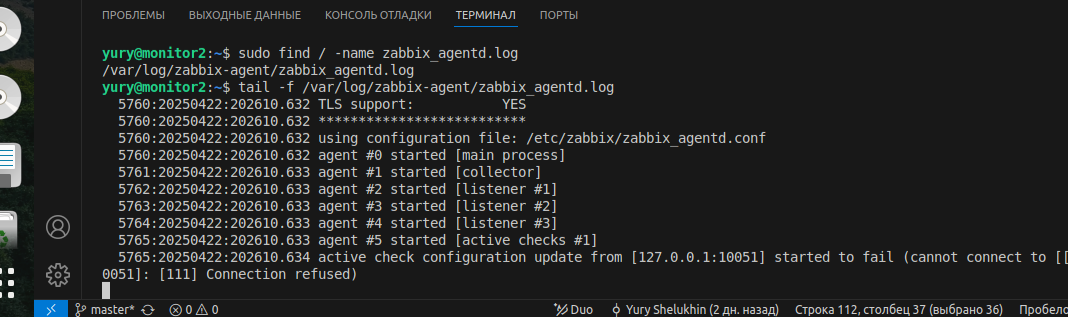 ПРОБЛЕМЫ ВЫХОДНЫЕ ДАННЫЕ КОНСОЛЬ ОТЛАДКИ ТЕРМИНАЛ ПОРТЫ
yury@monitor2:~$ sudo find / -name zabbix_agentd.log
/var/log/zabbix-agent/zabbix_agentd.log
yury@monitor2:~$ tail -f /var/log/zabbix-agent/zabbix_agentd.log
5760:20250422:202610.632 TLS support:           YES
5760:20250422:202610.632 **************************
5760:20250422:202610.632 using configuration file: /etc/zabbix/zabbix_agentd.conf
5760:20250422:202610.632 agent #0 started [main process]
5761:20250422:202610.633 agent #1 started [collector]
5762:20250422:202610.633 agent #2 started [listener #1]
5763:20250422:202610.633 agent #3 started [listener #2]
5764:20250422:202610.633 agent #4 started [listener #3]
5765:20250422:202610.633 agent #5 started [active checks #1]
5765:20250422:202610.634 active check configuration update from [127.0.0.1:10051] started to fail (cannot connect to [[
0051]: [111] Connection refused)
master* 0 0 Duo Yury Shelukhin (2 дн. назад) Строка 112, столбец 37 (выбрано 36) Пробело